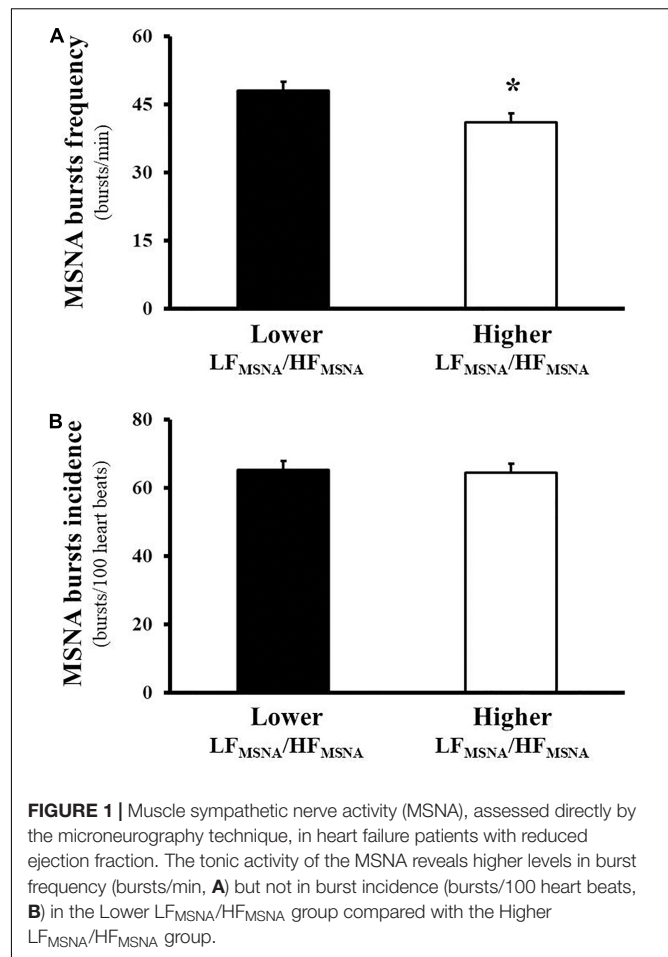 A
MSNA bursts frequency
(bursts/min)
60
45
30
15
0
*
Lower
LFMSNA/HFMSNA
Higher
LFMSNA/HFMSNA
B
MSNA bursts incidence
(bursts/100 heart beats)
80
60
40
20
0
Lower
LFMSNA/HFMSNA
Higher
LFMSNA/HFMSNA
FIGURE 1 | Muscle sympathetic nerve activity (MSNA), assessed directly by
the microneurography technique, in heart failure patients with reduced
ejection fraction. The tonic activity of the MSNA reveals higher levels in burst
frequency (bursts/min, A) but not in burst incidence (bursts/100 heart beats,
B) in the Lower LFMSNA/HFMSNA group compared with the Higher
LFMSNA/HFMSNA group.